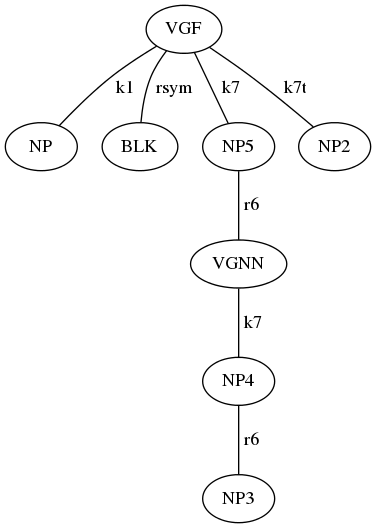 VGF
k1 rsym k7 k7t
NP BLK NP5 NP2
r6
VGNN
k7
NP4
r6
NP3